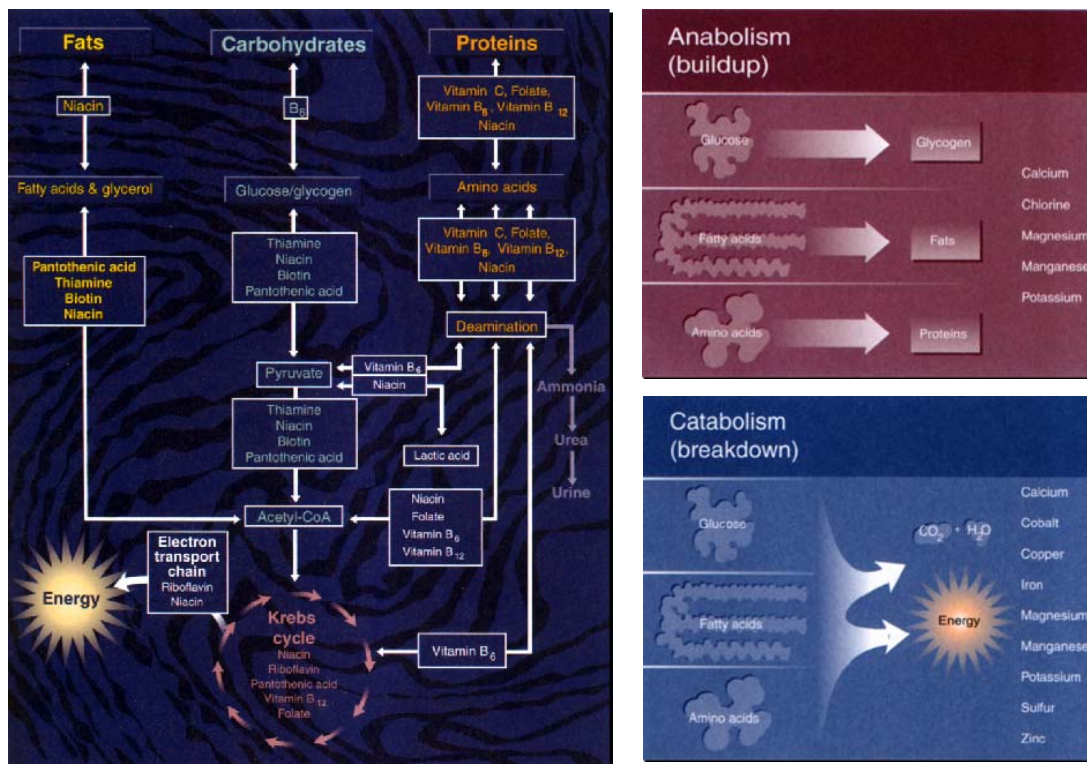 Fats
Carbohydrates
Proteins
Niacin
B6
Vitamin C, Folate,
Vitamin B6, Vitamin B12
Niacin
Fatty acids & glycerol
Glucose/glycogen
Amino acids
Pantothenic acid
Thiamine
Biotin
Niacin
Thiamine
Niacin
Biotin
Pantothenic acid
Vitamin C, Folate,
Vitamin B6, Vitamin B12,
Niacin
Deamination
Pyruvate
Vitamin B6
Niacin
Ammonia
Urea
Urine
Thiamine
Niacin
Biotin
Pantothenic acid
Lactic acid
Acetyl-CoA
Niacin
Folate
Vitamin B6
Vitamin B12
Energy
Electron
transport
chain
Riboflavin
Niacin
Krebs
cycle
Niacin
Riboflavin
Pantothenic acid
Vitamin B12
Folate
Vitamin B6
Anabolism
(buildup)
Glucose
Glycogen
Fatty acids
Fats
Amino acids
Proteins
Calcium
Chlorine
Magnesium
Manganese
Potassium
Catabolism
(breakdown)
Glucose
Fatty acids
Amino acids
CO2 + H2O
Energy
Calcium
Cobalt
Copper
Iron
Magnesium
Manganese
Potassium
Sulfur
Zinc